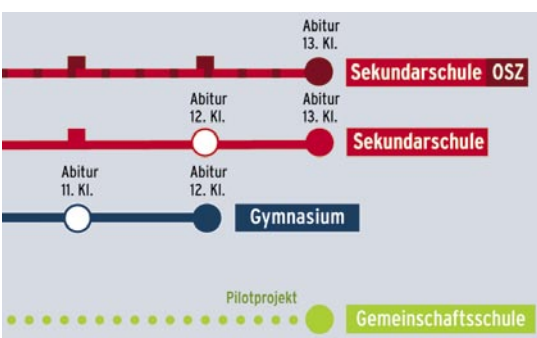 Abitur
13. Kl.
Sekundarschule OSZ
Abitur
12. Kl.
Abitur
13. Kl.
Sekundarschule
Abitur
11. Kl.
Abitur
12. Kl.
Gymnasium
Pilotprojekt
Gemeinschaftsschule